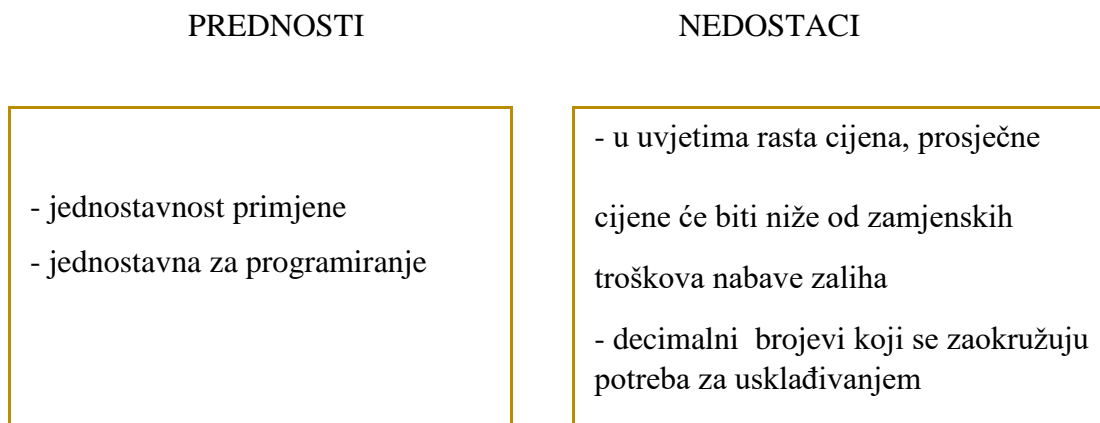 PREDNOSTI
NEDOSTACI
- jednostavnost primjene
- jednostavna za programiranje
- u uvjetima rasta cijena, prosječne
cijene će biti niže od zamjenskih
troškova nabave zaliha
- decimalni  brojevi koji se zaokružuju
potreba za usklađivanjem